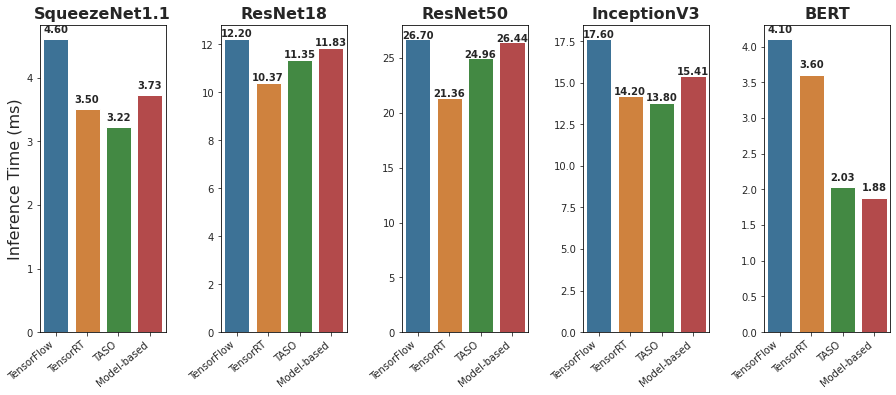 SqueezeNet1.1
Inference Time (ms)
4
3
2
1
0
4.60
3.50
3.22
3.73
TensorFlow
TensorRT
TASO
Model-based
ResNet18
12
10
8
6
4
2
0
12.20
10.37
11.35
11.83
TensorFlow
TensorRT
TASO
Model-based
ResNet50
25
20
15
10
5
0
26.70
21.36
24.96
26.44
TensorFlow
TensorRT
TASO
Model-based
InceptionV3
17.5
15.0
12.5
10.0
7.5
5.0
2.5
0.0
17.60
14.20
13.80
15.41
TensorFlow
TensorRT
TASO
Model-based
BERT
4.0
3.5
3.0
2.5
2.0
1.5
1.0
0.5
0.0
4.10
3.60
2.03
1.88
TensorFlow
TensorRT
TASO
Model-based